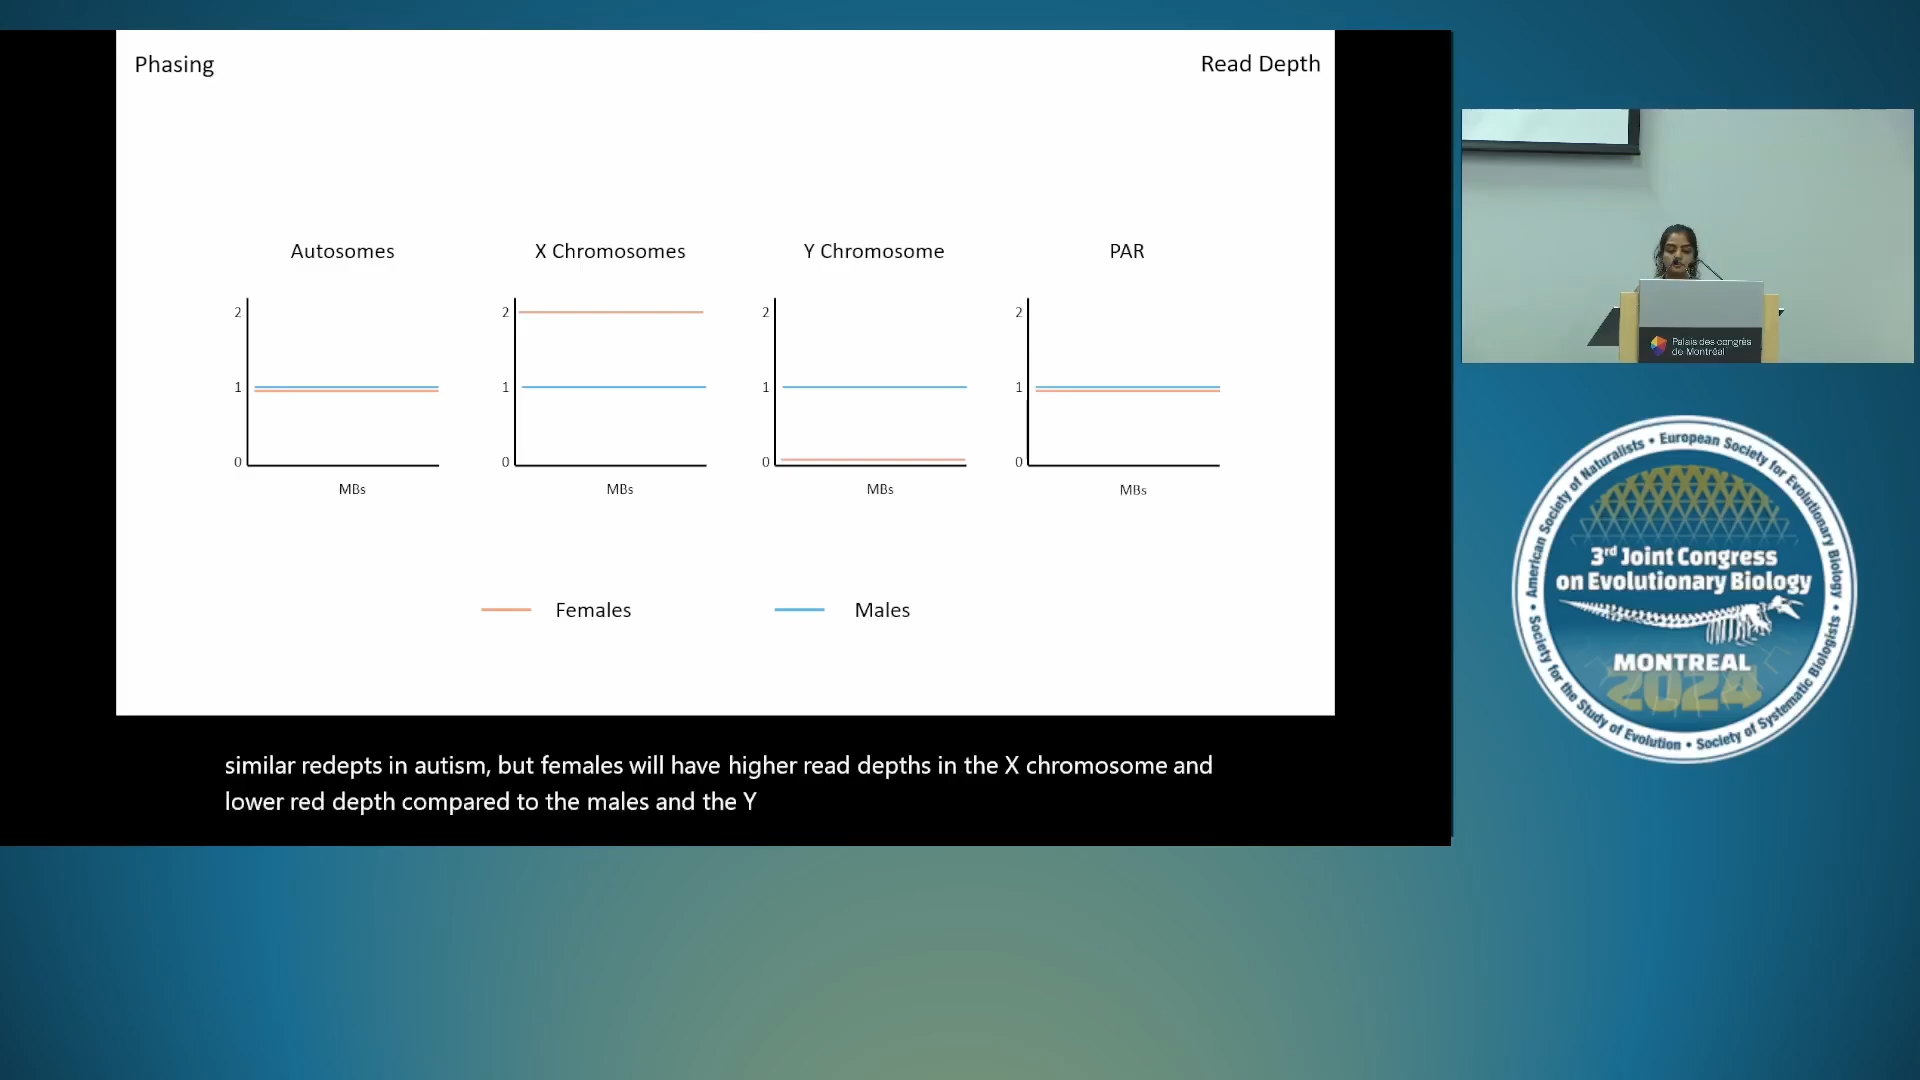 Phasing
Read Depth
Autosomes
X Chromosomes
Y Chromosome
PAR
2
1
0
MBs
2
1
0
MBs
2
1
0
MBs
2
1
0
MBs
Females
Males
similar redepts in autism, but females will have higher read depths in the X chromosome and
lower red depth compared to the males and the Y
Palais des congrès
de Montréal
American Society of Naturalists • European Society for Evolutionary Biology •
Society for the Study of Evolution • Society of Systematic Biologists •
3rd Joint Congress
on Evolutionary Biology
MONTREAL
2024